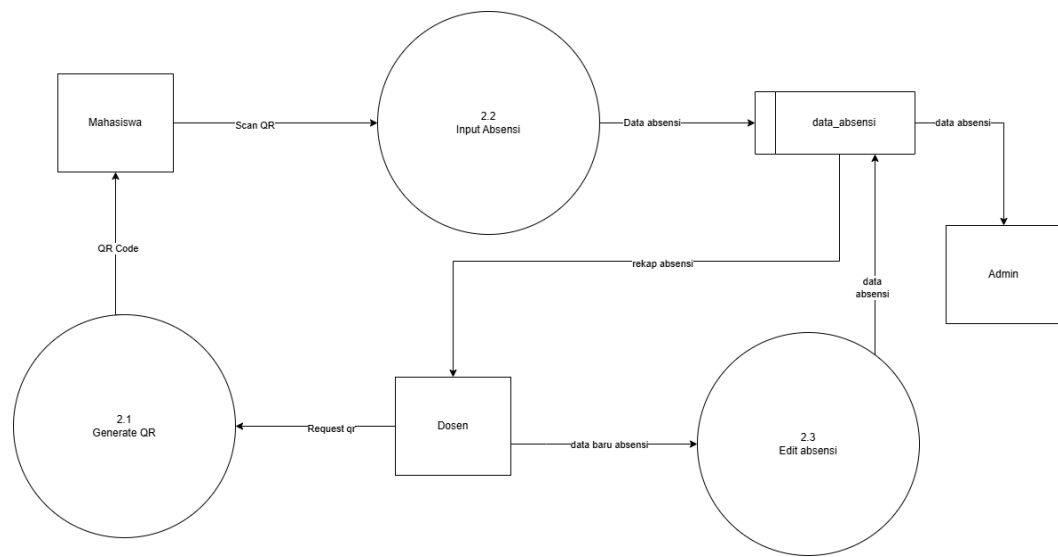 2.2
Input Absensi
Mahasiswa
Scan QR
Data absensi
data_absensi
data absensi
QR Code
rekap absensi
data
absensi
Admin
2.1
Generate QR
Request qr
Dosen
data baru absensi
2.3
Edit absensi